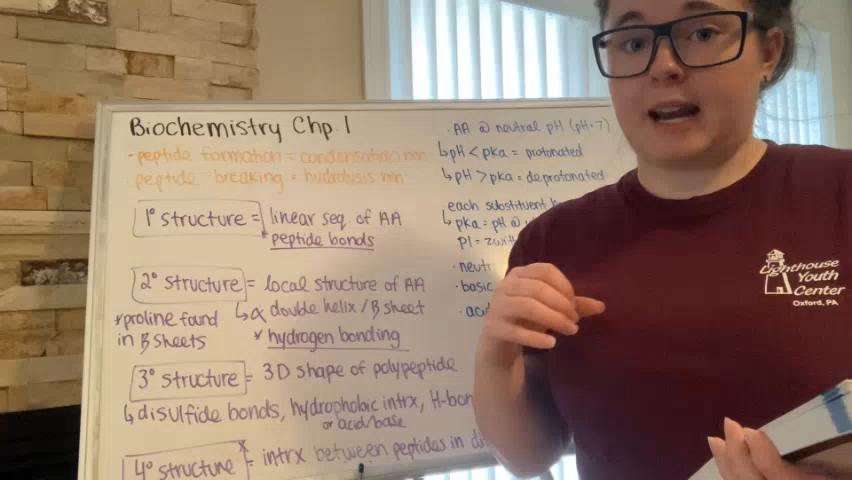 Biochemistry Chp. 1
- peptide formation = condensation rxn
peptide breaking = hydrolysis rxn
1° structure = linear seq. of AA
* peptide bonds
2° structure = local structure of AA
↳ α double helix / B sheet
*proline found
in B sheets
* hydrogen bonding
3° structure = 3D shape of polypeptide
↳ disulfide bonds, hydrophobic intrx, H-bon
or acid/base
4° structure = intrx between peptides in
· AA @ neutral pH (pH=7)
↳ pH < pka = protonated
↳ pH > pka = deprotonated
· each substituent
↳ pka = pH @
PI = zwitt
· neutr
· basic
· acid
Lighthouse
Youth
Center
Oxford, PA